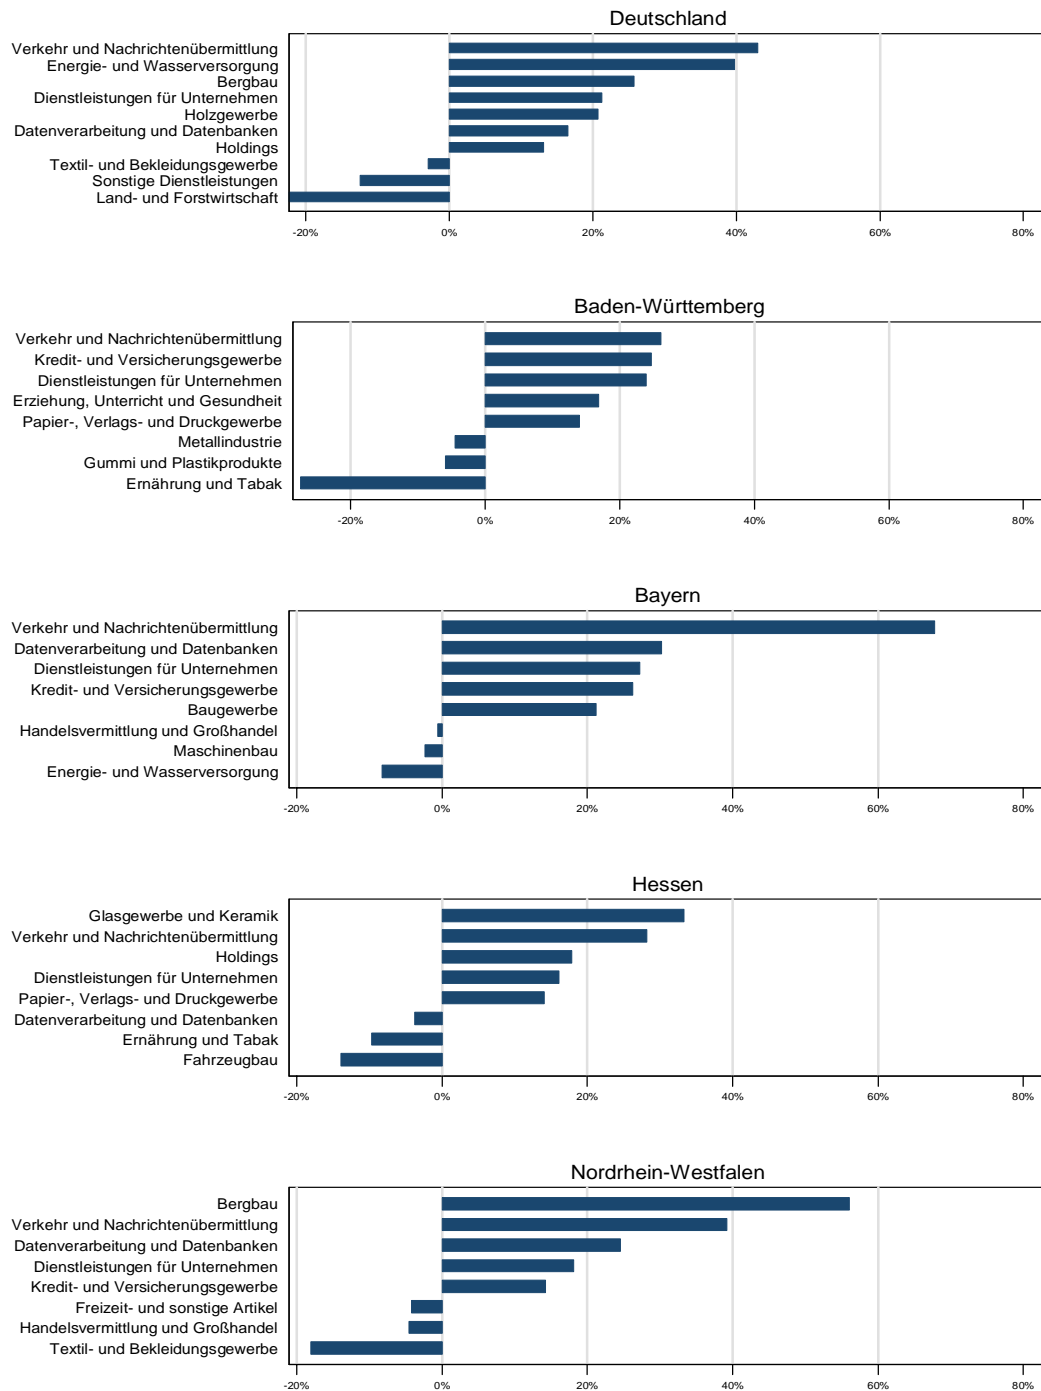 Deutschland
Verkehr und Nachrichtenübermittlung
Energie- und Wasserversorgung
Bergbau
Dienstleistungen für Unternehmen
Holzgewerbe
Datenverarbeitung und Datenbanken
Holdings
Textil- und Bekleidungsgewerbe
Sonstige Dienstleistungen
Land- und Forstwirtschaft
-20% 0% 20% 40% 60% 80%
Baden-Württemberg
Verkehr und Nachrichtenübermittlung
Kredit- und Versicherungsgewerbe
Dienstleistungen für Unternehmen
Erziehung, Unterricht und Gesundheit
Papier-, Verlags- und Druckgewerbe
Metallindustrie
Gummi und Plastikprodukte
Ernährung und Tabak
-20% 0% 20% 40% 60% 80%
Bayern
Verkehr und Nachrichtenübermittlung
Datenverarbeitung und Datenbanken
Dienstleistungen für Unternehmen
Kredit- und Versicherungsgewerbe
Baugewerbe
Handelsvermittlung und Großhandel
Maschinenbau
Energie- und Wasserversorgung
-20% 0% 20% 40% 60% 80%
Hessen
Glasgewerbe und Keramik
Verkehr und Nachrichtenübermittlung
Holdings
Dienstleistungen für Unternehmen
Papier-, Verlags- und Druckgewerbe
Datenverarbeitung und Datenbanken
Ernährung und Tabak
Fahrzeugbau
-20% 0% 20% 40% 60% 80%
Nordrhein-Westfalen
Bergbau
Verkehr und Nachrichtenübermittlung
Datenverarbeitung und Datenbanken
Dienstleistungen für Unternehmen
Kredit- und Versicherungsgewerbe
Freizeit- und sonstige Artikel
Handelsvermittlung und Großhandel
Textil- und Bekleidungsgewerbe
-20% 0% 20% 40% 60% 80%